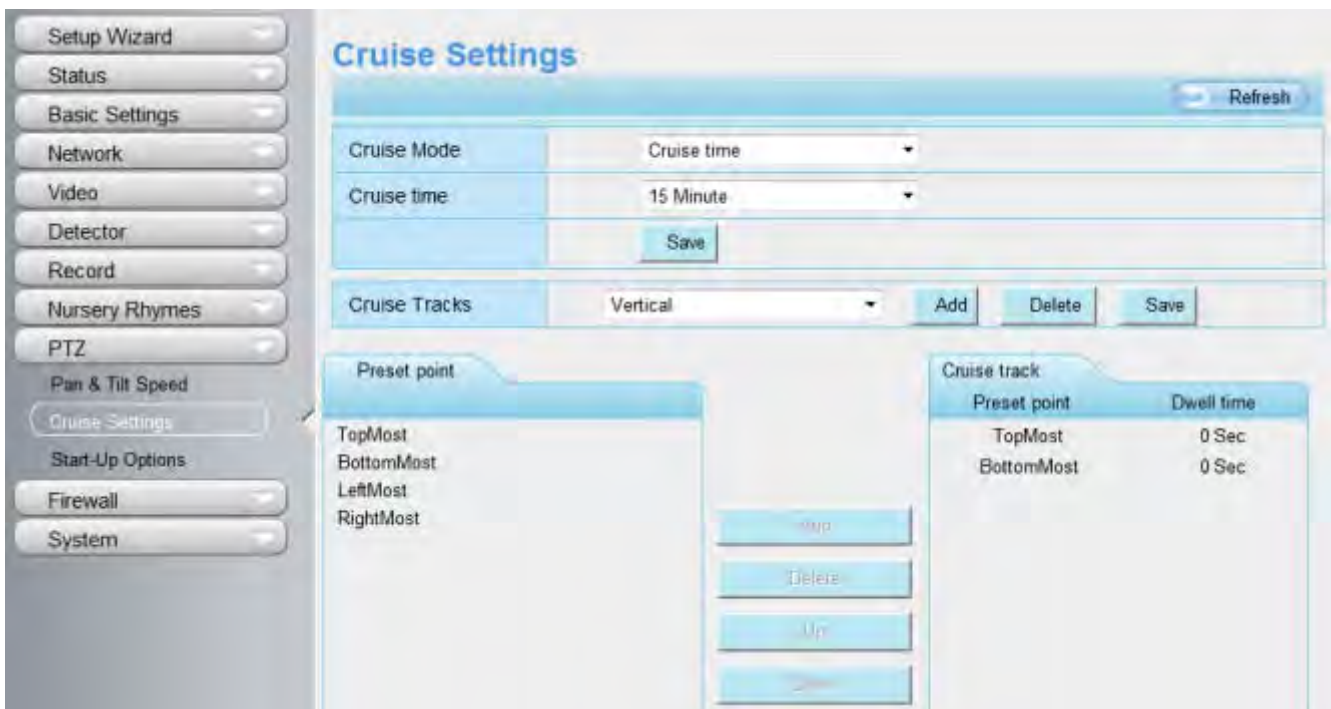 Setup Wizard
Status
Basic Settings
Network
Video
Detector
Record
Nursery Rhymes
PTZ
Pan & Tilt Speed
Cruise Settings
Start-Up Options
Firewall
System
Cruise Settings
Refresh
Cruise Mode Cruise time
Cruise time 15 Minute
Save
Cruise Tracks Vertical Add Delete Save
Preset point
TopMost
BottomMost
LeftMost
RightMost
Add
Delete
Up
Cruise track
Preset point Dwell time
TopMost 0 Sec
BottomMost 0 Sec